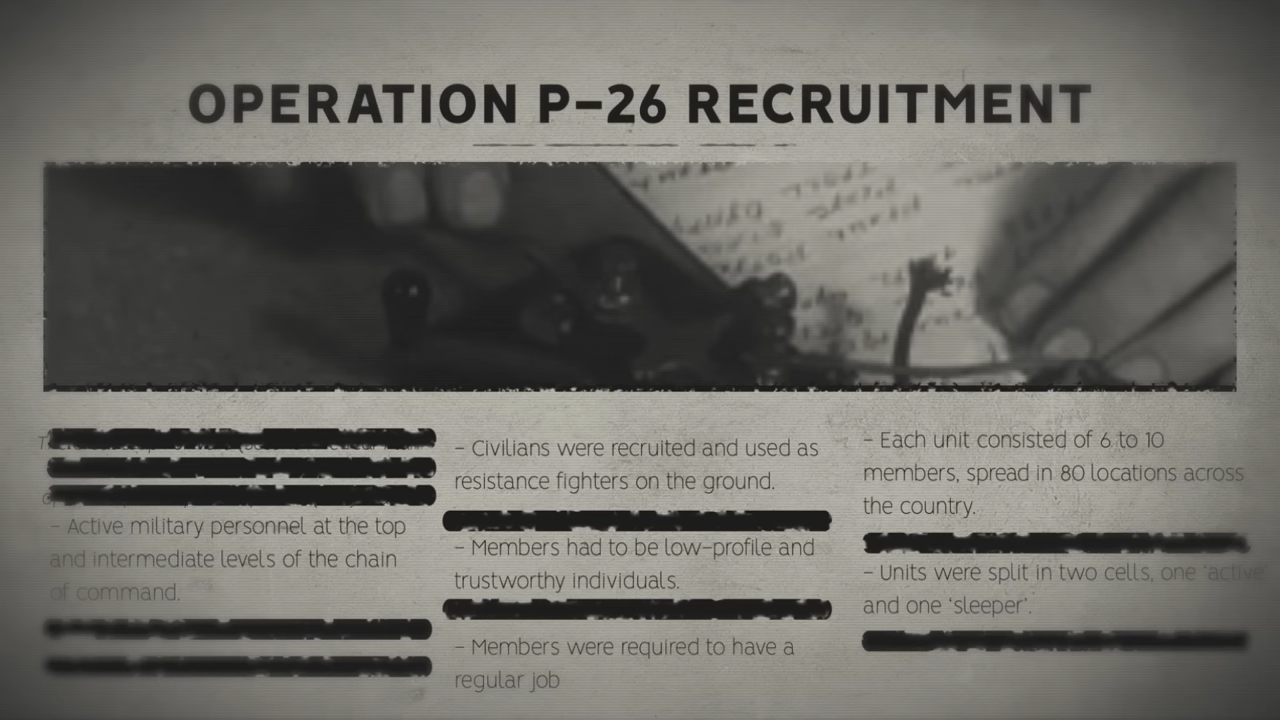 OPERATION P-26 RECRUITMENT
- Active military personnel at the top
and intermediate levels of the chain
of command.
- Civilians were recruited and used as
resistance fighters on the ground.
- Members had to be low-profile and
trustworthy individuals.
- Members were required to have a
regular job
- Each unit consisted of 6 to 10
members, spread in 80 locations across
the country.
- Units were split in two cells, one 'active'
and one 'sleeper'.